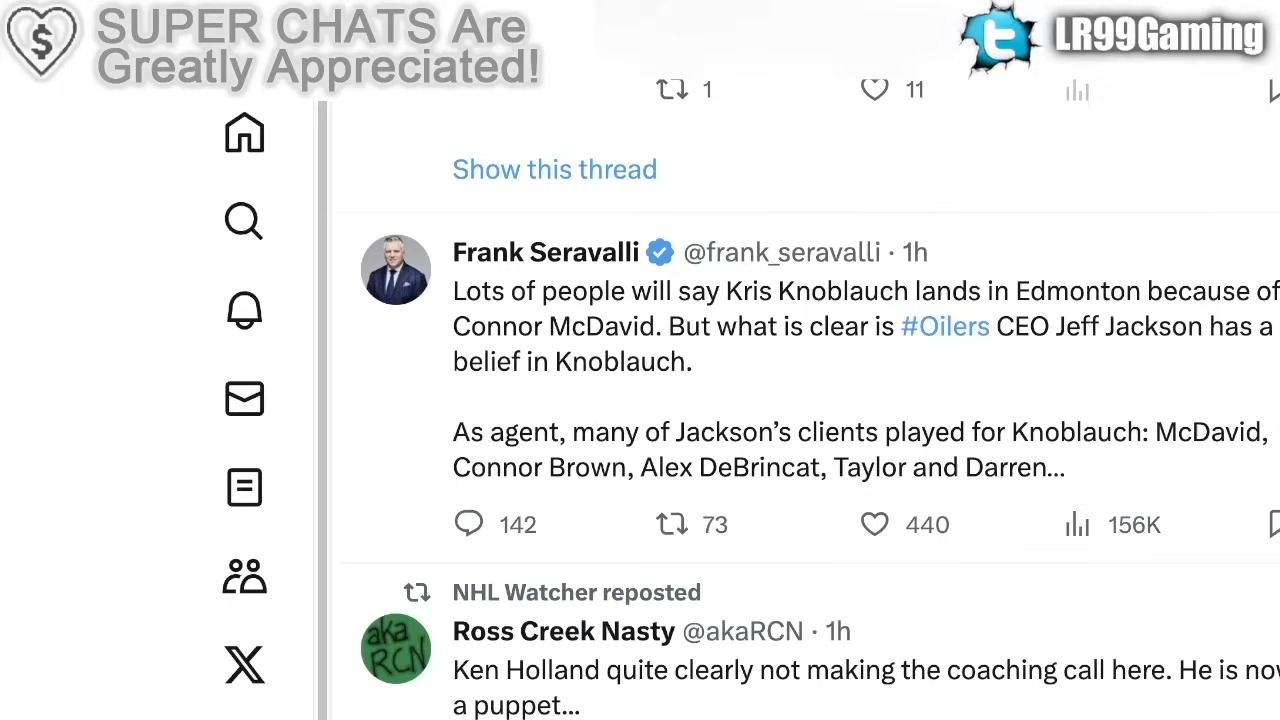 SUPER CHATS Are
Greatly Appreciated!
LR99Gaming
1 11
Show this thread
Frank Seravalli @frank_seravalli · 1h
Lots of people will say Kris Knoblauch lands in Edmonton because of
Connor McDavid. But what is clear is #Oilers CEO Jeff Jackson has a
belief in Knoblauch.
As agent, many of Jackson’s clients played for Knoblauch: McDavid,
Connor Brown, Alex DeBrincat, Taylor and Darren…
142 73 440 156K
NHL Watcher reposted
aka
RCN
Ross Creek Nasty @akaRCN · 1h
Ken Holland quite clearly not making the coaching call here. He is now
a puppet...